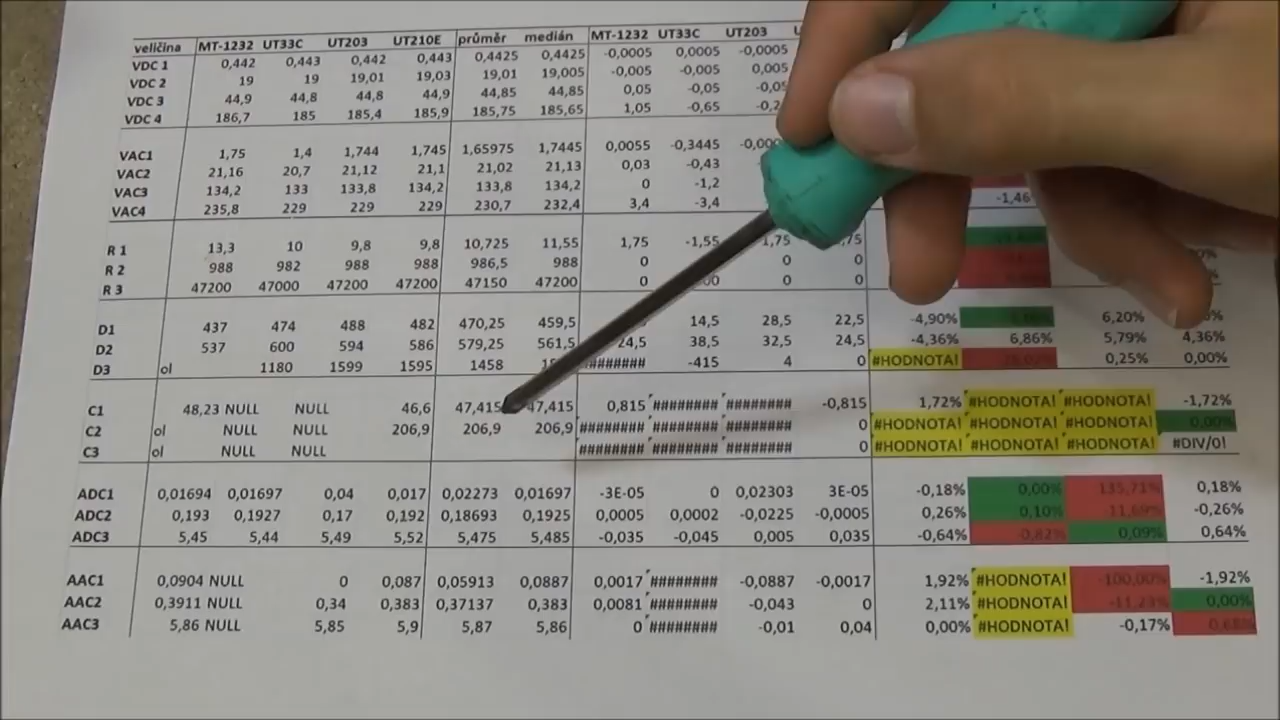 veličina MT-1232 UT33C UT203 UT210E průměr medián MT-1232 UT33C UT203
VDC 1 0,442 0,443 0,442 0,443 0,4425 0,4425 -0,0005 0,0005 -0,0005
VDC 2 19 19 19,01 19,03 19,01 19,005 -0,005 -0,005 0,005
VDC 3 44,9 44,8 44,8 44,9 44,85 44,85 0,05 -0,05
VDC 4 186,7 185 185,4 185,9 185,75 185,65 1,05 -0,65
VAC1 1,75 1,4 1,744 1,745 1,65975 1,7445 0,0055 -0,3445
VAC2 21,16 20,7 21,12 21,1 21,02 21,13 0,03 -0,43
VAC3 134,2 133 133,8 134,2 133,8 134,2 0 -1,2
VAC4 235,8 229 229 229 230,7 232,4 3,4 -3,4 -1,46
R 1 13,3 10 9,8 9,8 10,725 11,55 1,75 -1,55
R 2 988 982 988 988 986,5 988 0 0
R 3 47200 47000 47200 47200 47150 47200 0 0
D1 437 474 488 482 470,25 459,5 14,5 28,5 22,5 -4,90% 6,20%
D2 537 600 594 586 579,25 561,5 24,5 38,5 32,5 24,5 -4,36% 6,86% 5,79% 4,36%
D3 ol 1180 1599 1595 1458 ######## -415 4 0 #HODNOTA! 0,25% 0,00%
C1 48,23 NULL NULL 46,6 47,415 47,415 0,815 ######## ######## -0,815 1,72% #HODNOTA! #HODNOTA! -1,72%
C2 ol NULL NULL 206,9 206,9 206,9 ######## ######## ######## 0 #HODNOTA! #HODNOTA! #HODNOTA! 0,00%
C3 ol NULL NULL ######## ######## ######## 0 #HODNOTA! #HODNOTA! #HODNOTA! #DIV/0!
ADC1 0,01694 0,01697 0,04 0,017 0,02273 0,01697 -3E-05 0 0,02303 3E-05 -0,18% 0,00% 135,71% 0,18%
ADC2 0,193 0,1927 0,17 0,192 0,18693 0,1925 0,0005 0,0002 -0,0225 -0,0005 0,26% 0,10% -11,69% -0,26%
ADC3 5,45 5,44 5,49 5,52 5,475 5,485 -0,035 -0,045 0,005 0,035 -0,64% -0,82% 0,09% 0,64%
AAC1 0,0904 NULL 0 0,087 0,05913 0,0887 0,0017 ######## -0,0887 -0,0017 1,92% #HODNOTA! -100,00% -1,92%
AAC2 0,3911 NULL 0,34 0,383 0,37137 0,383 0,0081 ######## -0,043 0 2,11% #HODNOTA! -11,23% 0,00%
AAC3 5,86 NULL 5,85 5,9 5,87 5,86 0 ######## -0,01 0,04 0,00% #HODNOTA! -0,17% 0,68%